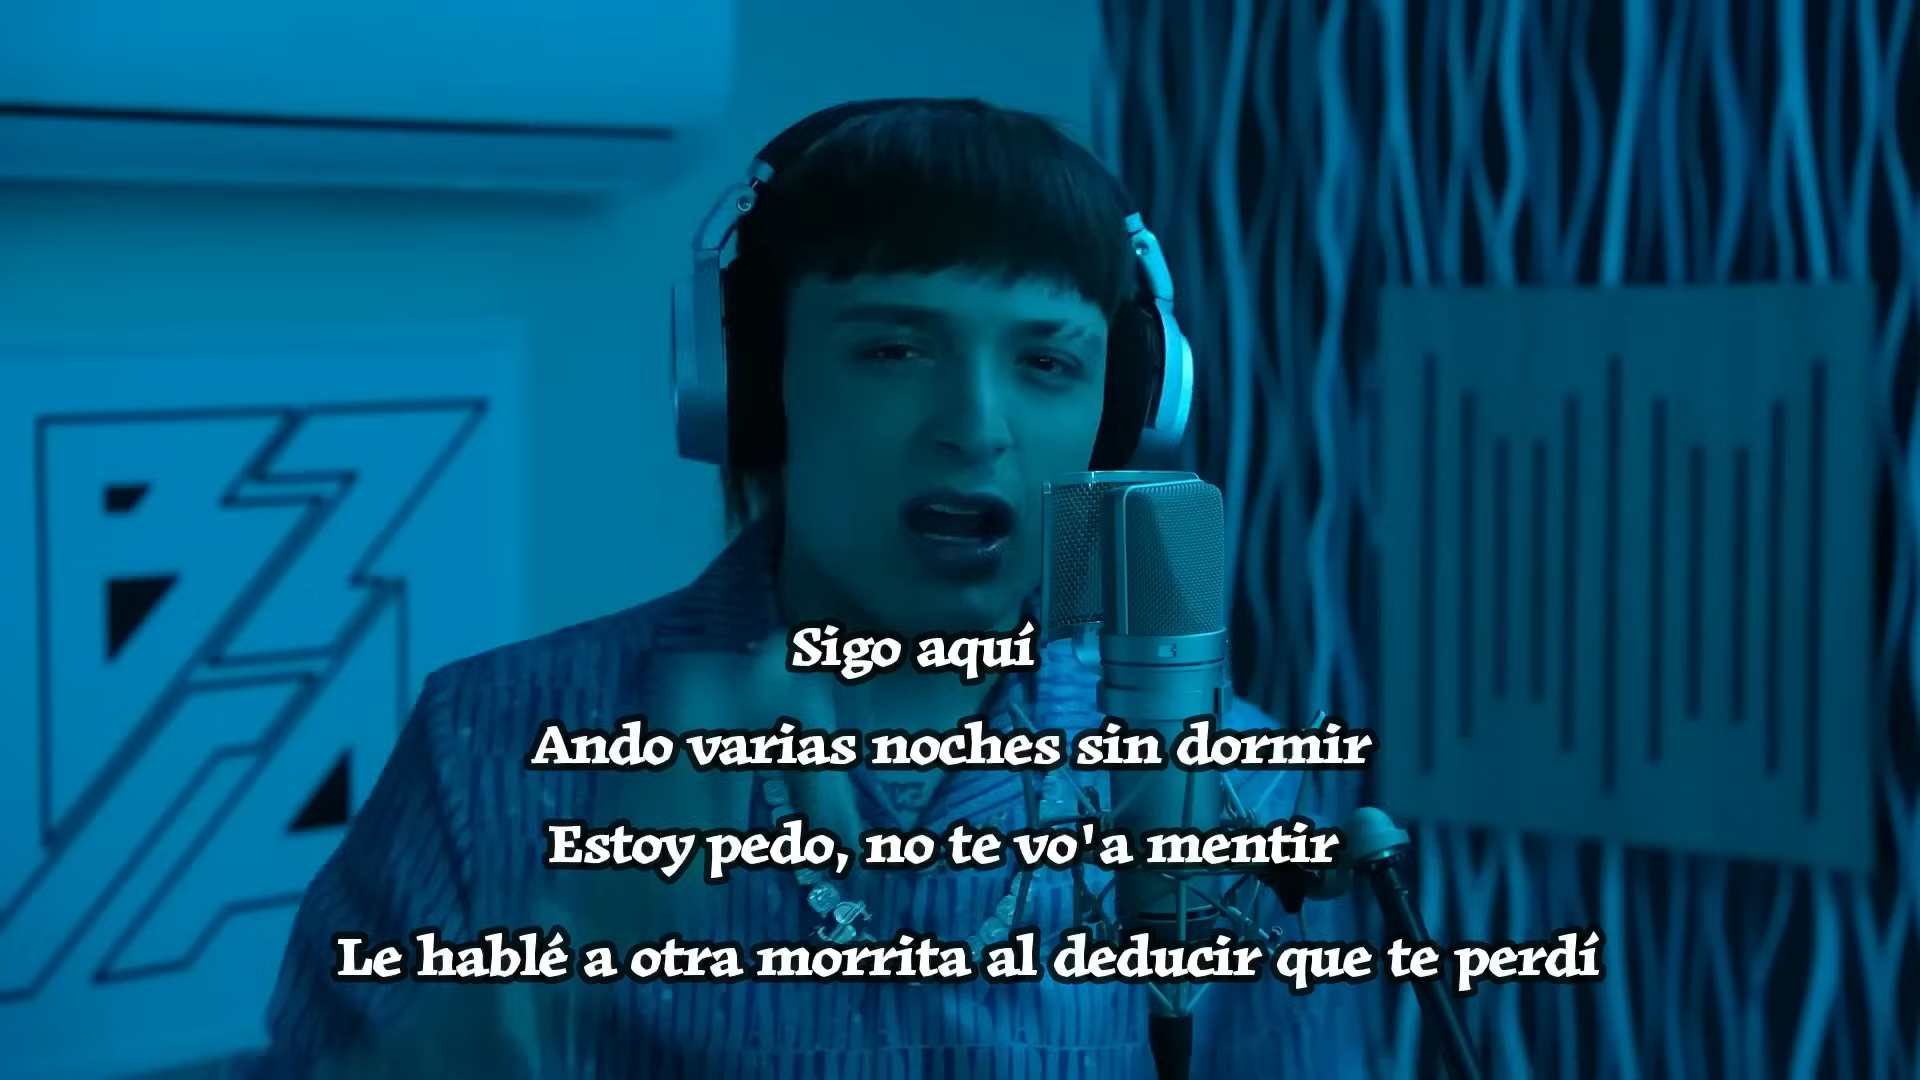 BZ
Sigo aquí
Ando varias noches sin dormir
Estoy pedo, no te vo'a mentir
Le hablé a otra morrita al deducir que te perdí